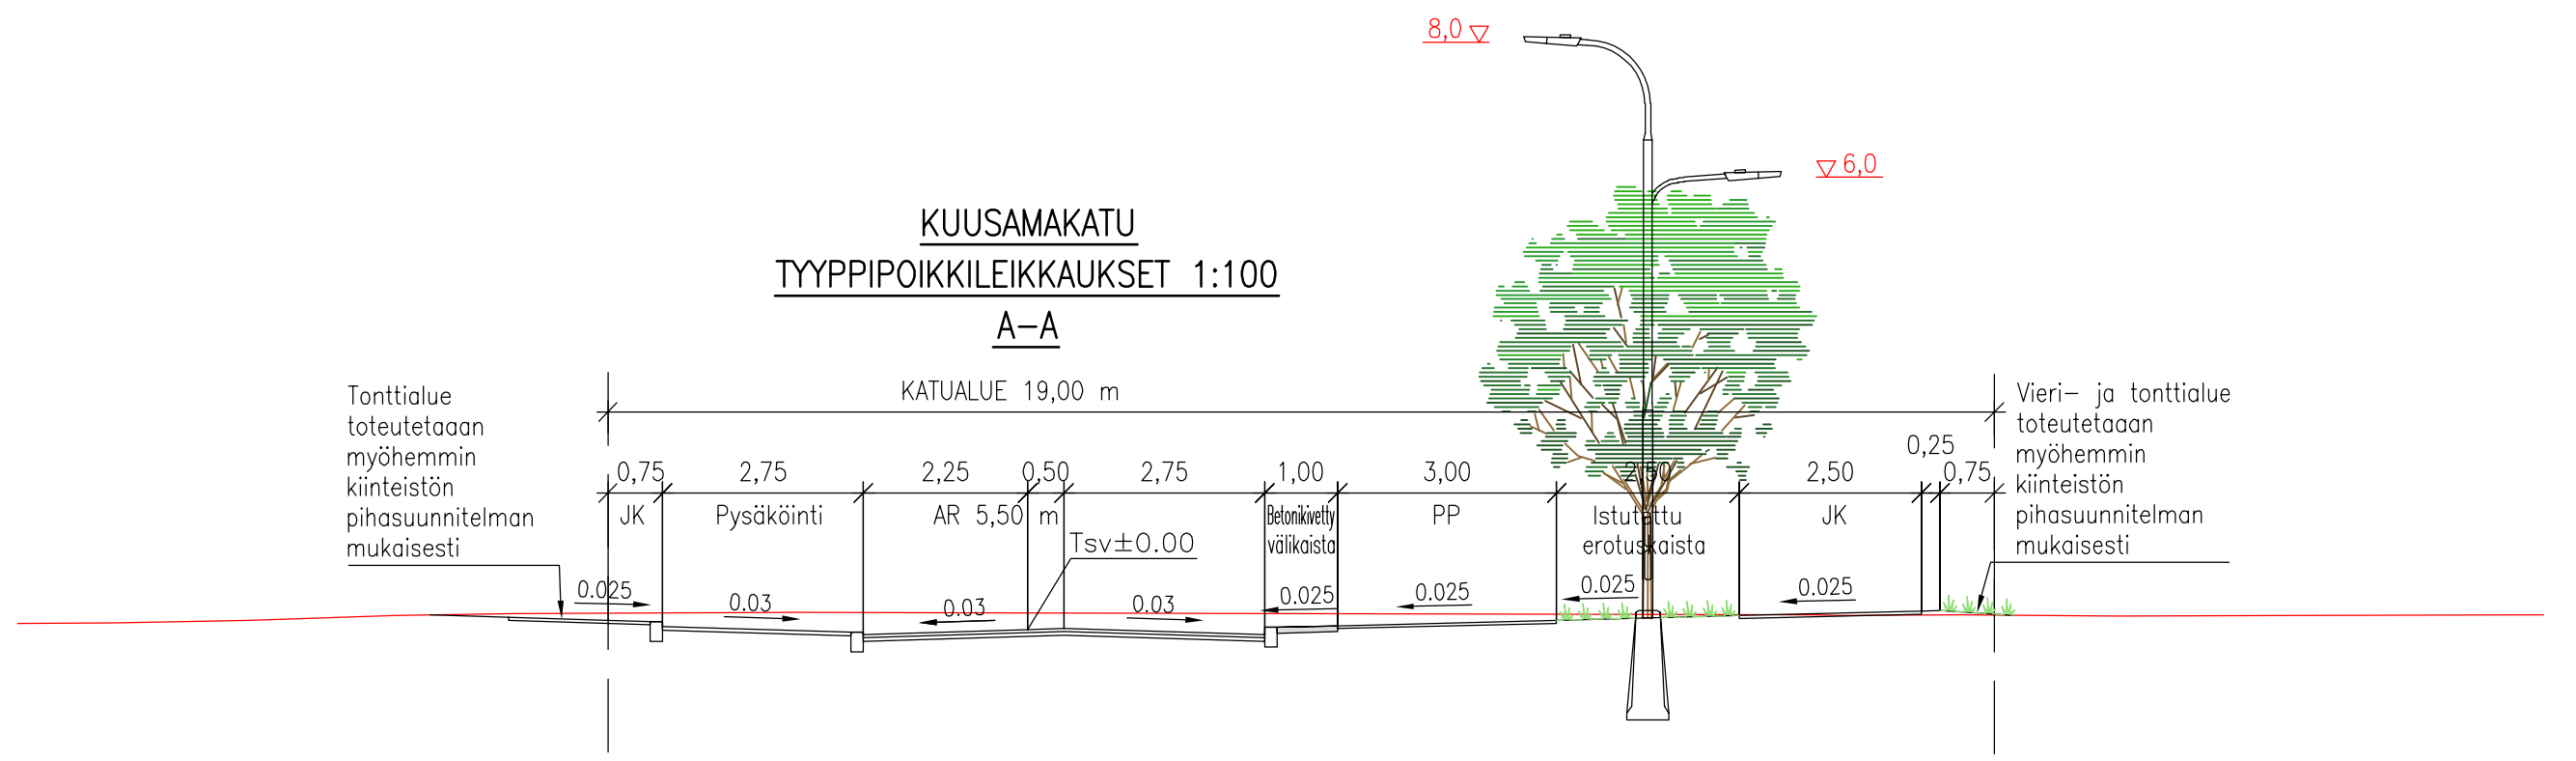 8,0
6,0
KUUSAMAKATU
TYYPPIPOIKKILEIKKAUKSET 1:100
A–A
KATUALUE 19,00 m
Tonttialue
toteutetaaan
myöhemmin
kiinteistön
pihasuunnitelman
mukaisesti
Vieri– ja tonttialue
toteutetaaan
myöhemmin
kiinteistön
pihasuunnitelman
mukaisesti
0,75 2,75 2,25 0,50 2,75 1,00 3,00 2,50 2,50 0,25 0,75
JK Pysäköinti AR 5,50 m Betonikivetty PP Istutettu JK
välikaista erotuskaista
Tsv±0.00
0.025 0.03 0.03 0.03 0.025 0.025 0.025 0.025